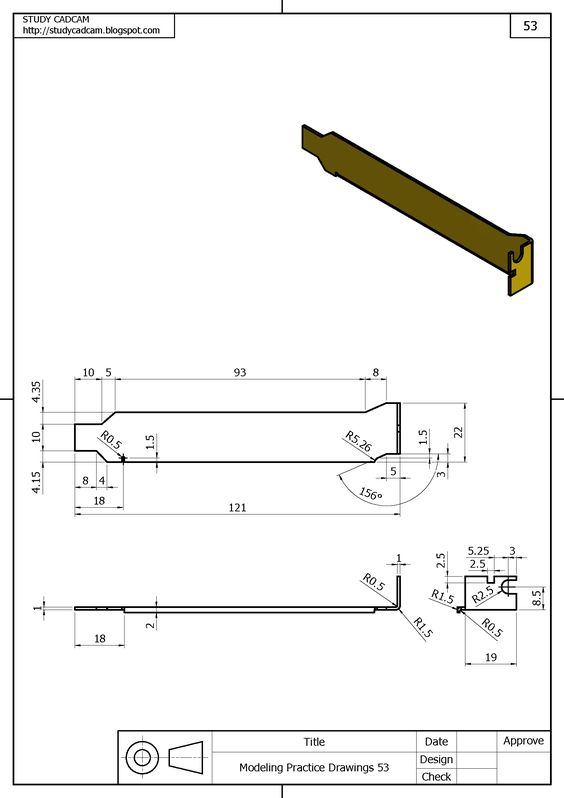 STUDY CADCAM
http://studycadcam.blogspot.com
53
10
5
93
8
4.35
10
4.15
R0.5
1.5
R5.26
1.5
22
3
5
156°
8
4
18
121
1
R0.5
1
2
R1.5
18
5.25
3
2.5
2.5
R1.5
R2.5
8.5
R0.5
19
Title
Date
Approve
Modeling Practice Drawings 53
Design
Check